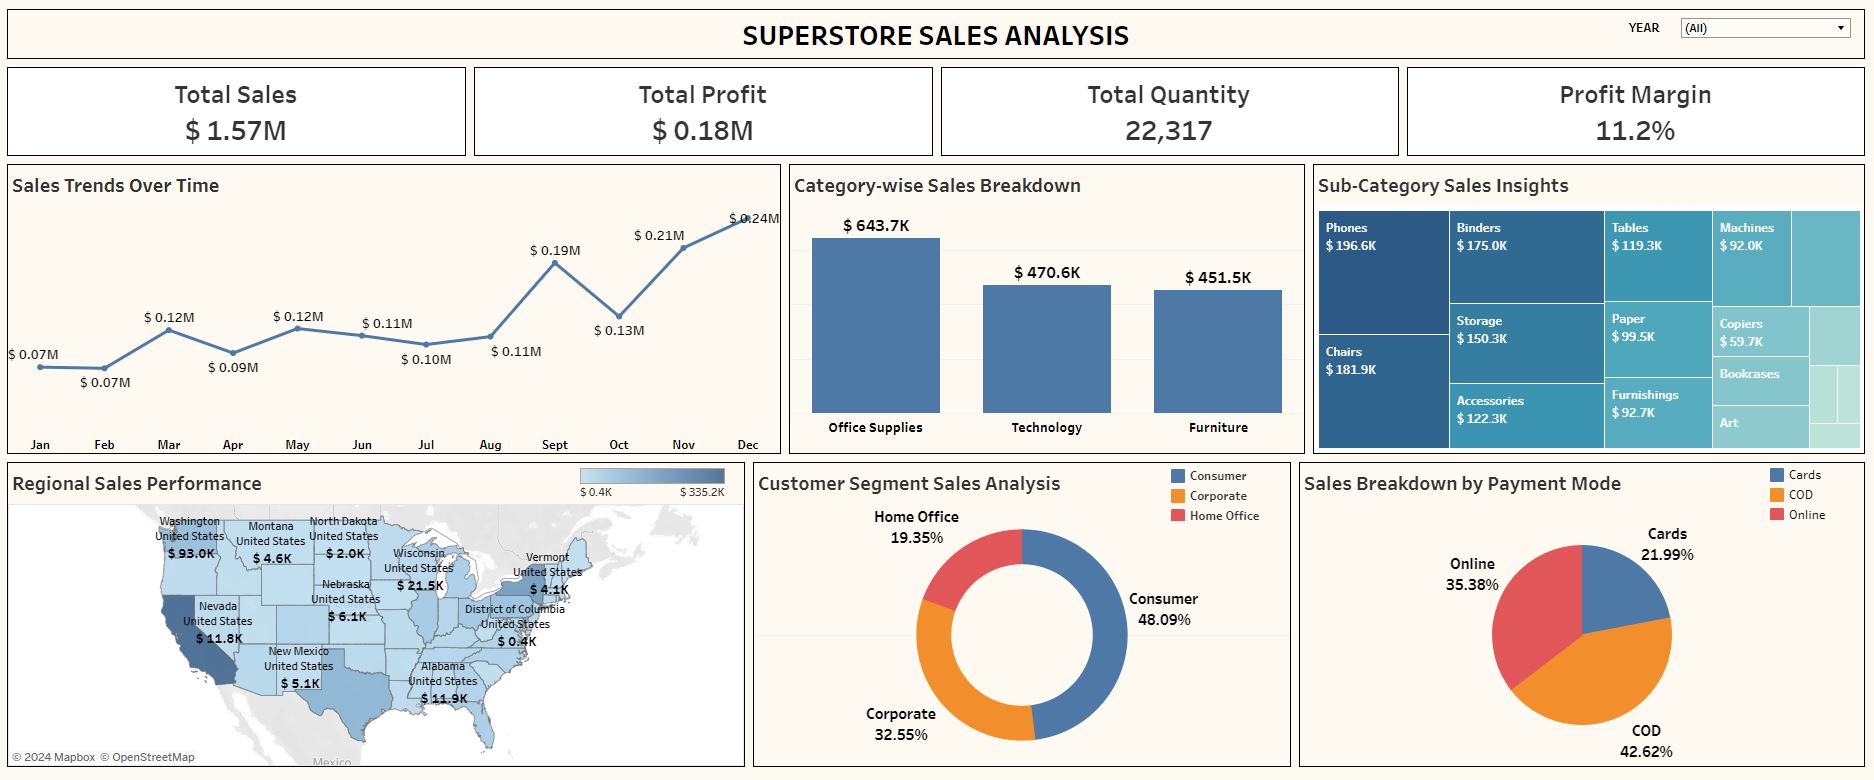 SUPERSTORE SALES ANALYSIS
YEAR
(All)
Total Sales
$ 1.57M
Total Profit
$ 0.18M
Total Quantity
22,317
Profit Margin
11.2%
Sales Trends Over Time
$ 0.07M
$ 0.07M
$ 0.12M
$ 0.09M
$ 0.12M
$ 0.11M
$ 0.10M
$ 0.11M
$ 0.19M
$ 0.13M
$ 0.21M
$ 0.24M
Jan
Feb
Mar
Apr
May
Jun
Jul
Aug
Sept
Oct
Nov
Dec
Category-wise Sales Breakdown
$ 643.7K
$ 470.6K
$ 451.5K
Office Supplies
Technology
Furniture
Sub-Category Sales Insights
Phones
$ 196.6K
Chairs
$ 181.9K
Binders
$ 175.0K
Storage
$ 150.3K
Accessories
$ 122.3K
Tables
$ 119.3K
Paper
$ 99.5K
Furnishings
$ 92.7K
Machines
$ 92.0K
Copiers
$ 59.7K
Bookcases
Art
Regional Sales Performance
$ 0.4K
$ 335.2K
Washington
United States
$ 93.0K
Montana
United States
$ 4.6K
North Dakota
United States
$ 2.0K
Wisconsin
United States
$ 21.5K
Vermont
United States
$ 4.1K
Nebraska
United States
$ 6.1K
Nevada
United States
$ 11.8K
District of Columbia
United States
$ 0.4K
New Mexico
United States
$ 5.1K
Alabama
United States
$ 11.9K
Mexico
© 2024 Mapbox © OpenStreetMap
Customer Segment Sales Analysis
Consumer
Corporate
Home Office
Home Office
19.35%
Consumer
48.09%
Corporate
32.55%
Sales Breakdown by Payment Mode
Cards
COD
Online
Cards
21.99%
Online
35.38%
COD
42.62%